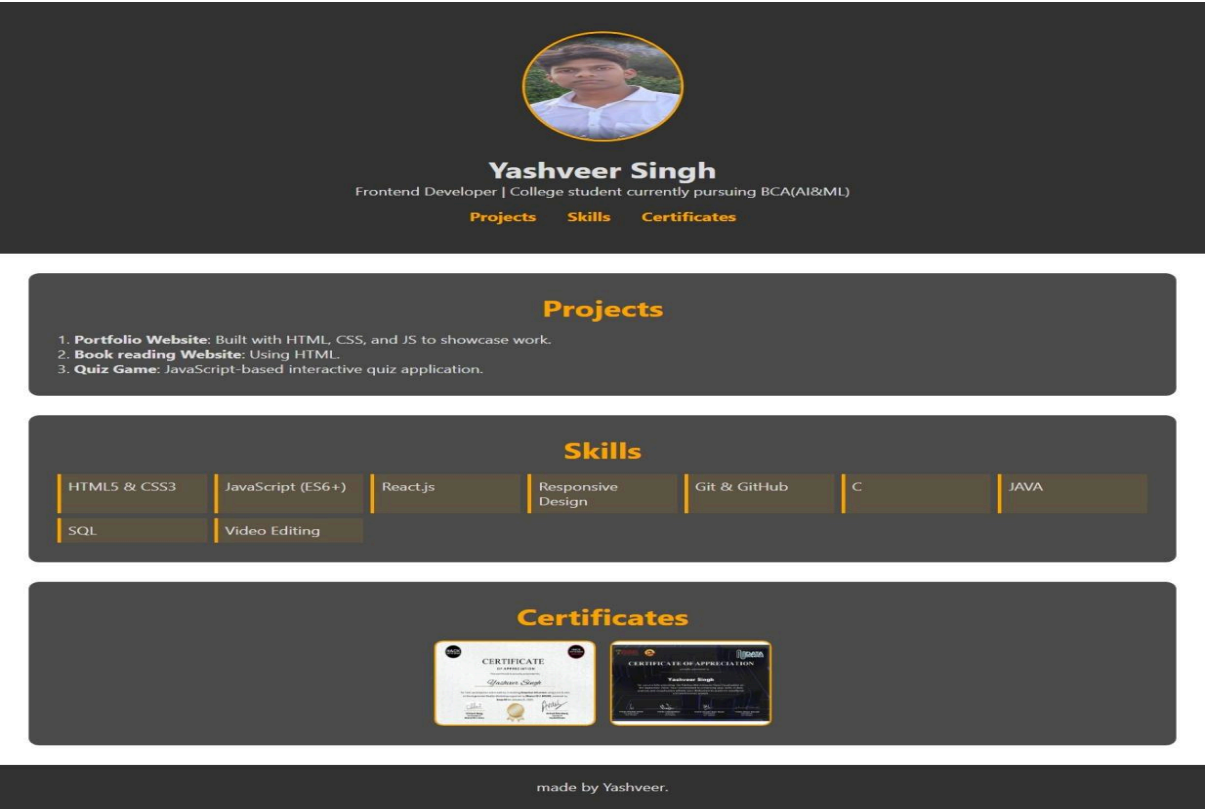 Yashveer Singh
Frontend Developer | College student currently pursuing BCA(AI&ML)
Projects Skills Certificates
Projects
1. Portfolio Website: Built with HTML, CSS, and JS to showcase work.
2. Book reading Website: Using HTML.
3. Quiz Game: JavaScript-based interactive quiz application.
Skills
HTML5 & CSS3
JavaScript (ES6+)
React.js
Responsive
Design
Git & GitHub
C
JAVA
SQL
Video Editing
Certificates
CERTIFICATE
OF APPRECIATION
Yashveer Singh
CERTIFICATE OF APPRECIATION
Yashveer Singh
made by Yashveer.